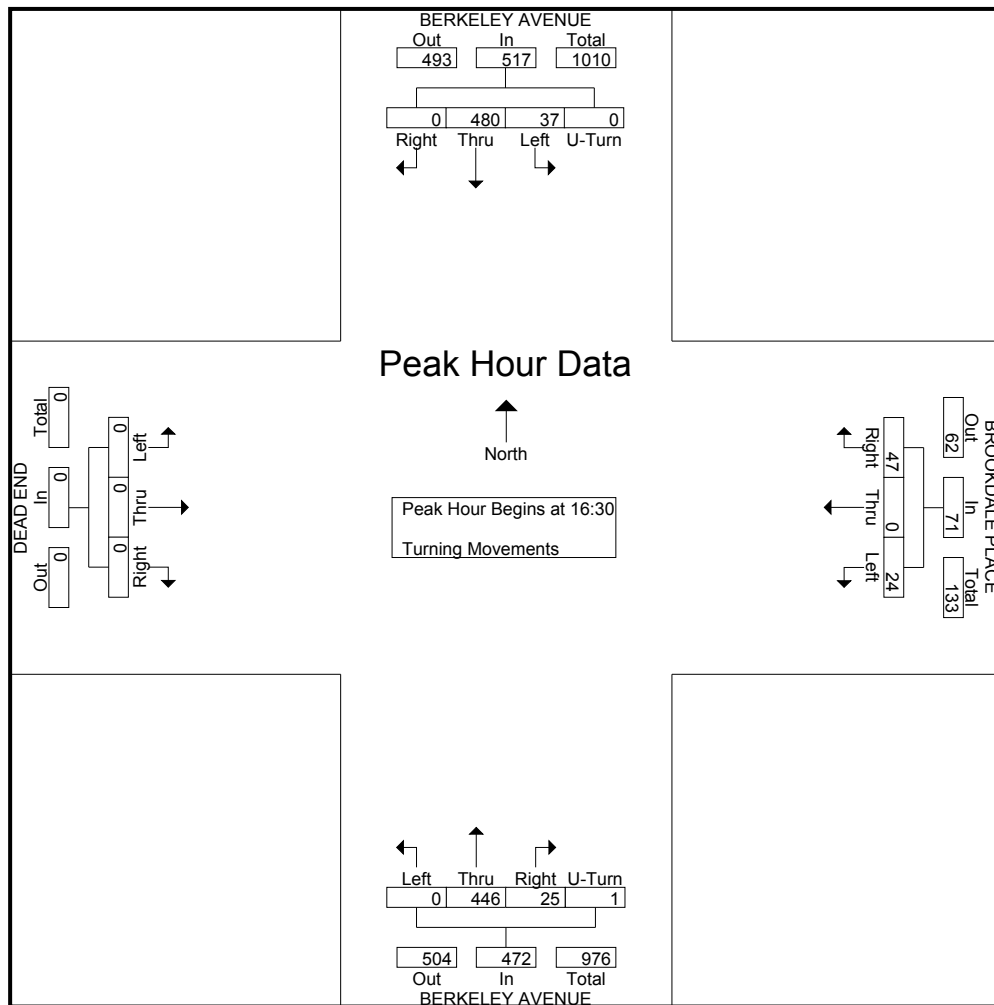 BERKELEY AVENUE
Out In Total
493 517 1010
0 480 37 0
Right Thru Left U-Turn
Peak Hour Data
North
Peak Hour Begins at 16:30
Turning Movements
DEAD END
Out In Total
0 0 0
0 0 0
Right Thru Left
BROOKDALE PLACE
Out In Total
62 71 133
47 0 24
Right Thru Left
Left Thru Right U-Turn
0 446 25 1
504 472 976
Out In Total
BERKELEY AVENUE